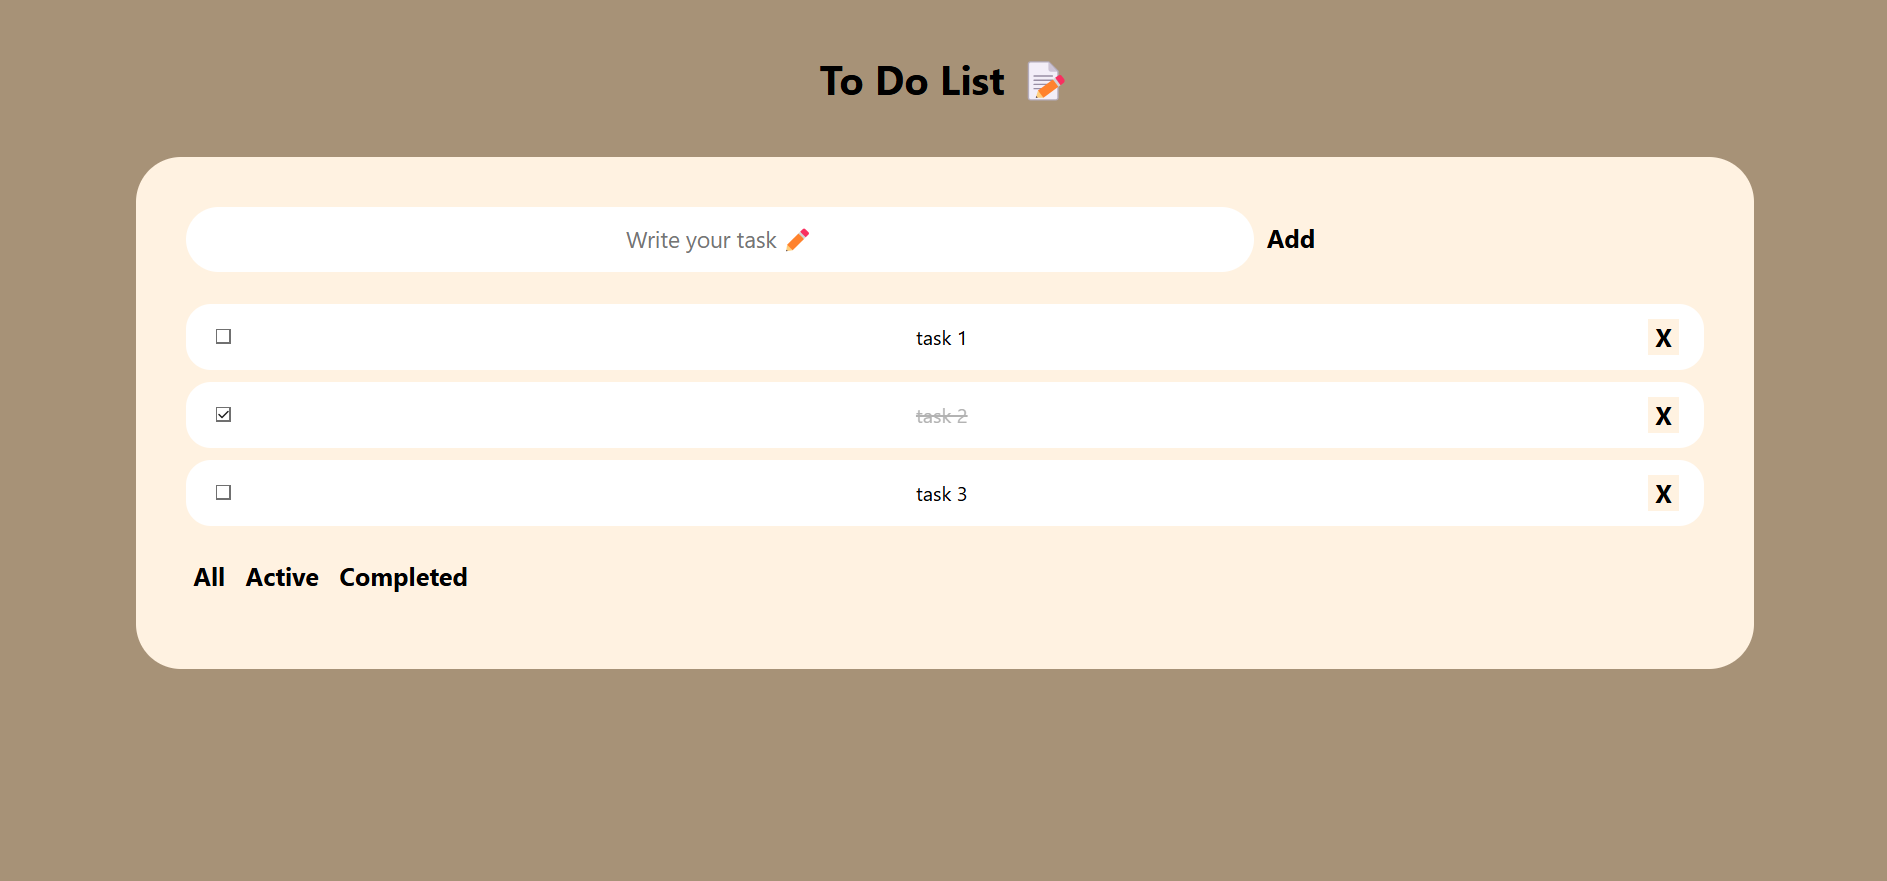 To Do List 📝
Write your task ✏️ Add
task 1 X
task 2 X
task 3 X
All Active Completed